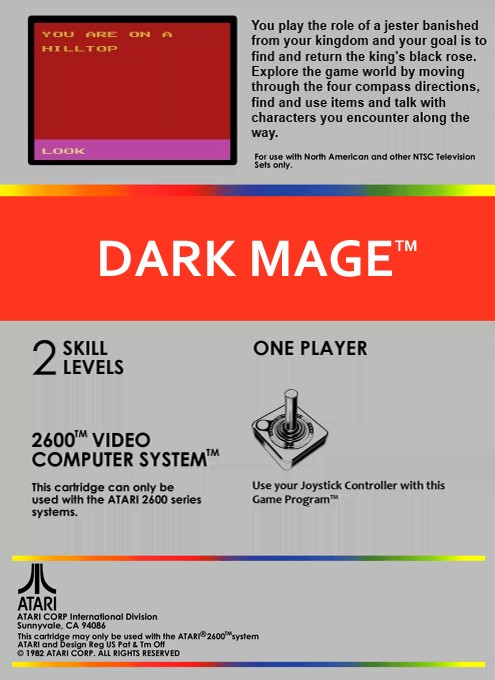 YOU ARE ON A
HILLTOP
LOOK
You play the role of a jester banished
from your kingdom and your goal is to
find and return the king's black rose.
Explore the game world by moving
through the four compass directions,
find and use items and talk with
characters you encounter along the
way.
For use with North American and other NTSC Television
Sets only.
DARK MAGE™
2 SKILL
LEVELS
ONE PLAYER
2600™ VIDEO
COMPUTER SYSTEM™
This cartridge can only be
used with the ATARI 2600 series
systems.
Use your Joystick Controller with this
Game Program™
ATARI
ATARI CORP International Division
Sunnyvale, CA 94086
This cartridge may only be used with the ATARI®2600™system
ATARI and Design Reg US Pat & Tm Off
© 1982 ATARI CORP. ALL RIGHTS RESERVED